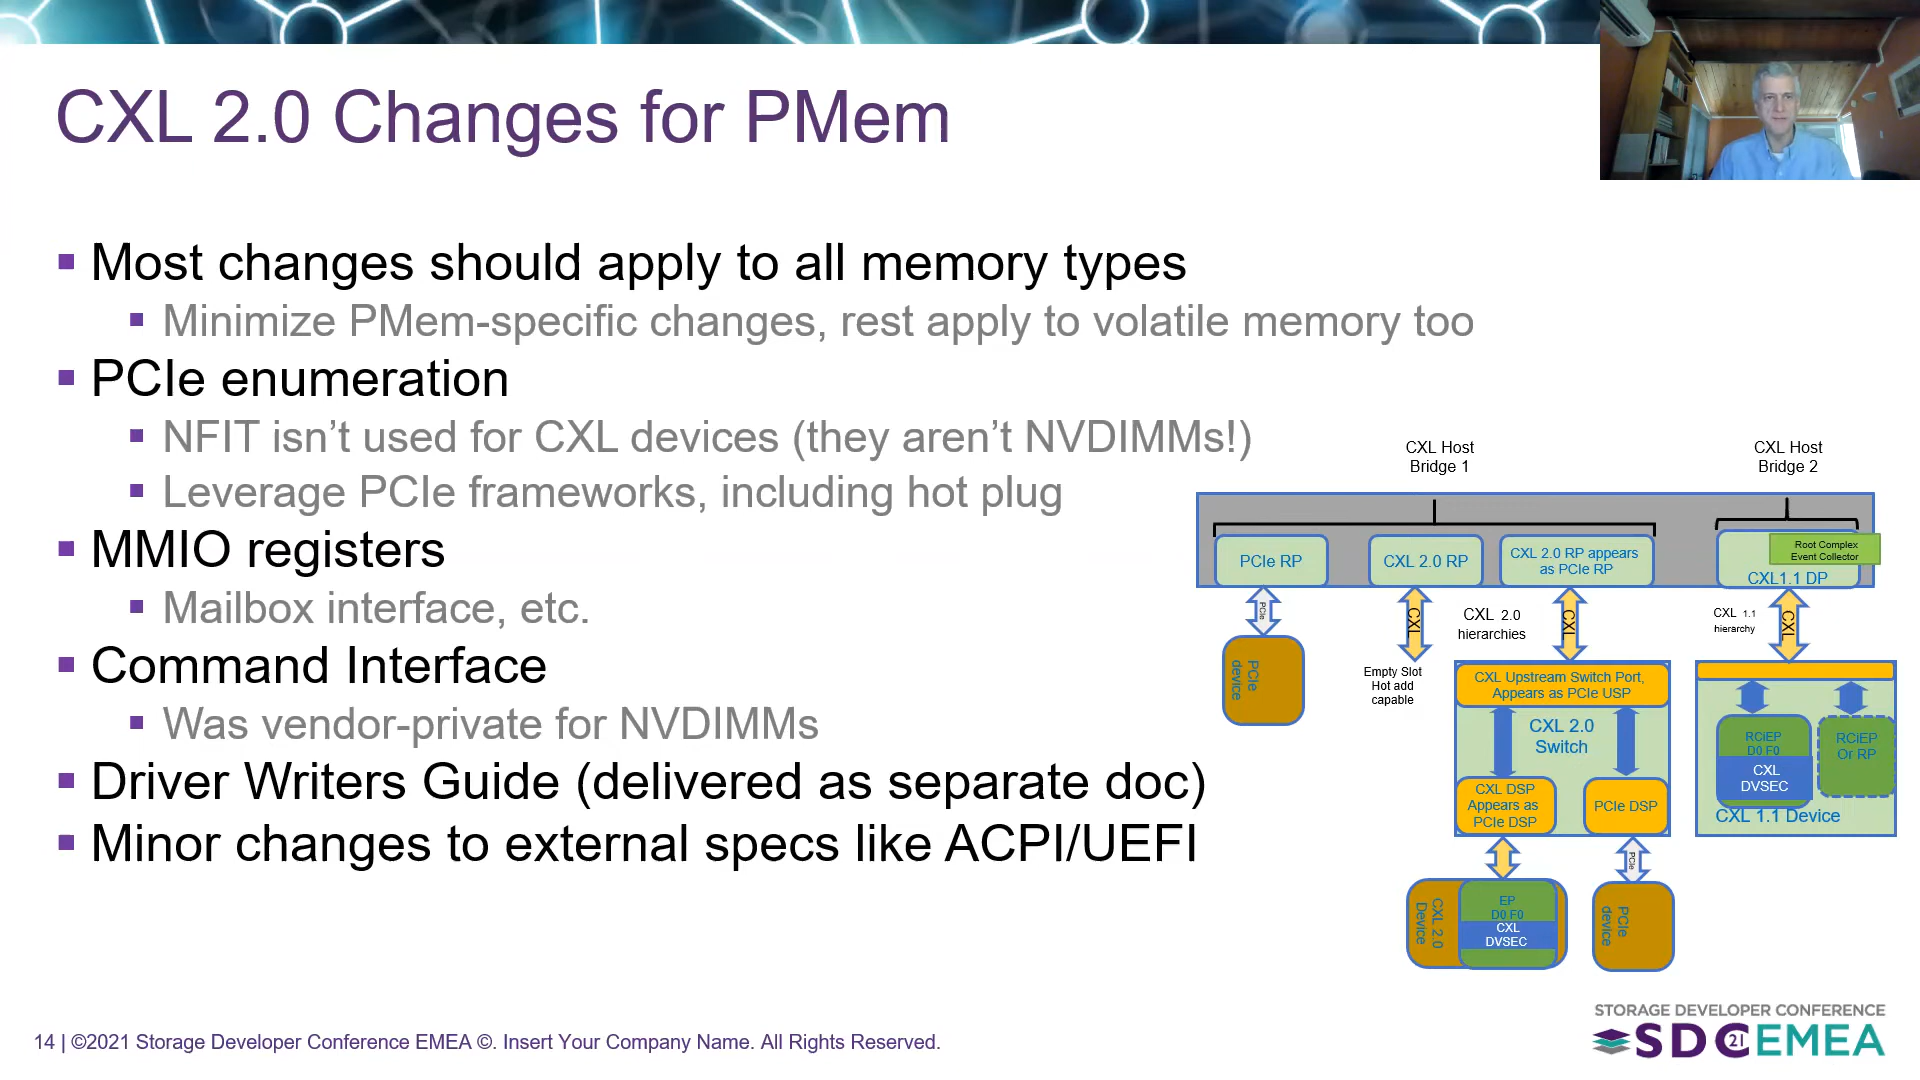 CXL 2.0 Changes for PMem
Most changes should apply to all memory types
Minimize PMem-specific changes, rest apply to volatile memory too
PCIe enumeration
NFIT isn’t used for CXL devices (they aren’t NVDIMMs!)
Leverage PCIe frameworks, including hot plug
MMIO registers
Mailbox interface, etc.
Command Interface
Was vendor-private for NVDIMMs
Driver Writers Guide (delivered as separate doc)
Minor changes to external specs like ACPI/UEFI
CXL Host
Bridge 1
CXL Host
Bridge 2
PCIe RP
CXL 2.0 RP
CXL 2.0 RP appears
as PCIe RP
Root Complex
Event Collector
CXL1.1 DP
PCIe
CXL
CXL 2.0
hierarchies
CXL
CXL 1.1
hierarchy
CXL
PCIe
device
Empty Slot
Hot add
capable
CXL Upstream Switch Port,
Appears as PCIe USP
CXL 2.0
Switch
CXL DSP
Appears as
PCIe DSP
PCIe DSP
RCiEP
D0 F0
CXL
DVSEC
RCiEP
Or RP
CXL 1.1 Device
PCIe
CXL 2.0
Device
EP
D0 F0
CXL
DVSEC
PCIe
device
14 | ©2021 Storage Developer Conference EMEA ©. Insert Your Company Name. All Rights Reserved.
STORAGE DEVELOPER CONFERENCE
SDC 21 EMEA